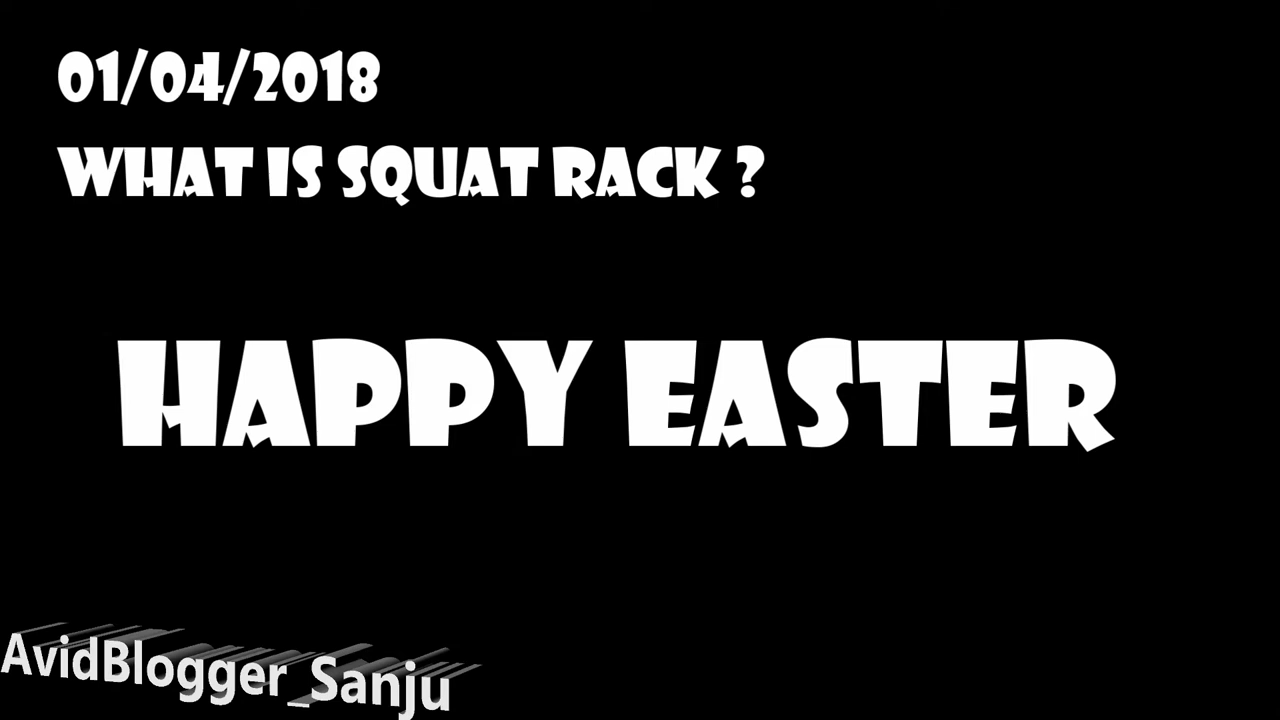 01/04/2018
WHAT IS SQUAT RACK ?
HAPPY EASTER
AvidBlogger_Sanju